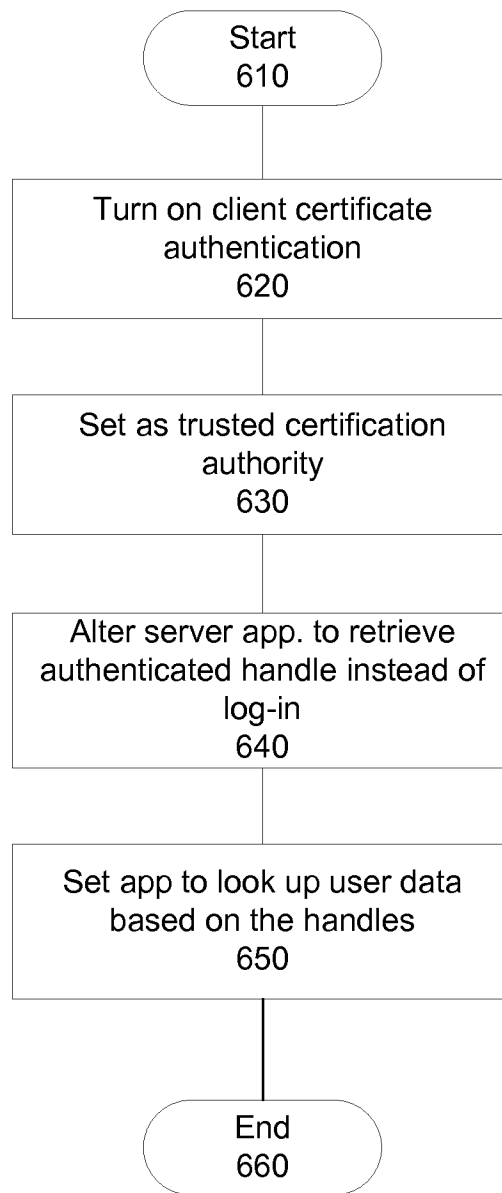 Start
610
Turn on client certificate
authentication
620
Set as trusted certification
authority
630
Alter server app. to retrieve
authenticated handle instead of
log-in
640
Set app to look up user data
based on the handles
650
End
660